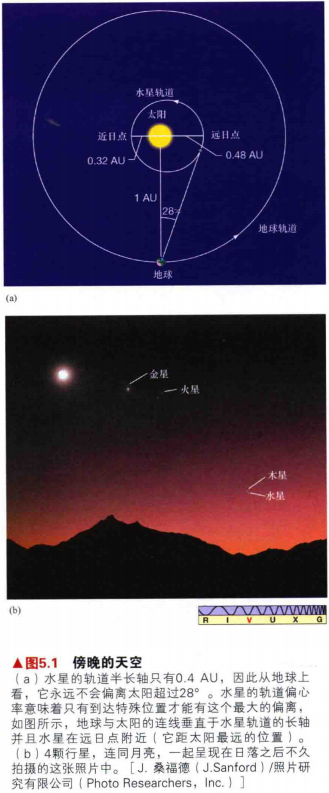 水星轨道
太阳
近日点
远日点
0.32 AU
0.48 AU
1 AU
28°
地球轨道
地球
(a)
金星
火星
木星
水星
(b)
R I V U X G
▲图5.1 傍晚的天空
(a)水星的轨道半长轴只有0.4 AU，因此从地球上
看，它永远不会偏离太阳超过28°。水星的轨道偏心
率意味着只有到达特殊位置才能有这个最大的偏离，
如图所示，地球与太阳的连线垂直于水星轨道的长轴
并且水星在远日点附近（它距太阳最远的位置）。
(b)4颗行星，连同月亮，一起呈现在日落之后不久
拍摄的这张照片中。[J. 桑福德（J.Sanford）/照片研
究有限公司（Photo Researchers，Inc.）]